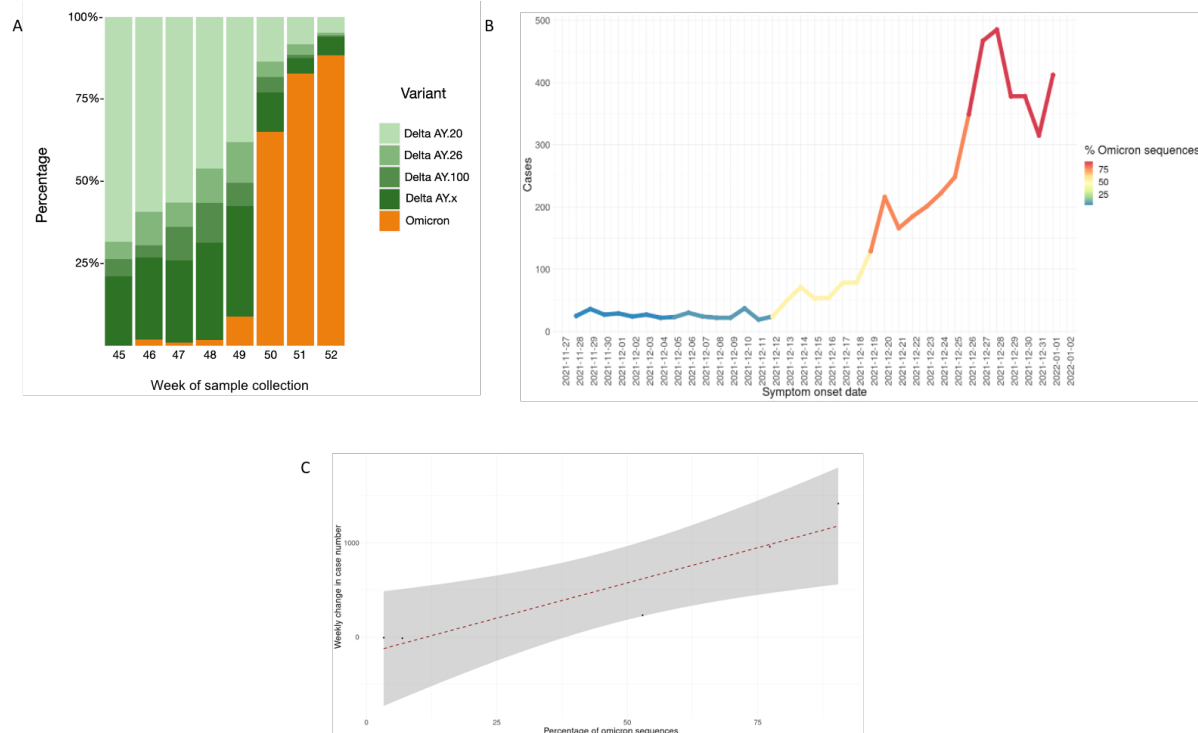 A
100%-
75%-
50%-
25%-
Percentage
45 46 47 48 49 50 51 52
Week of sample collection
Variant
Delta AY.20
Delta AY.26
Delta AY.100
Delta AY.x
Omicron
B
500
400
300
200
100
0
Cases
2021-11-27
2021-11-28
2021-11-29
2021-11-30
2021-12-01
2021-12-02
2021-12-03
2021-12-04
2021-12-05
2021-12-06
2021-12-07
2021-12-08
2021-12-09
2021-12-10
2021-12-11
2021-12-12
2021-12-13
2021-12-14
2021-12-15
2021-12-16
2021-12-17
2021-12-18
2021-12-19
2021-12-20
2021-12-21
2021-12-22
2021-12-23
2021-12-24
2021-12-25
2021-12-26
2021-12-27
2021-12-28
2021-12-29
2021-12-30
2021-12-31
2022-01-01
2022-01-02
Symptom onset date
% Omicron sequences
75
50
25
C
1000
0
Weekly change in case number
0 25 50 75
Percentage of omicron sequences